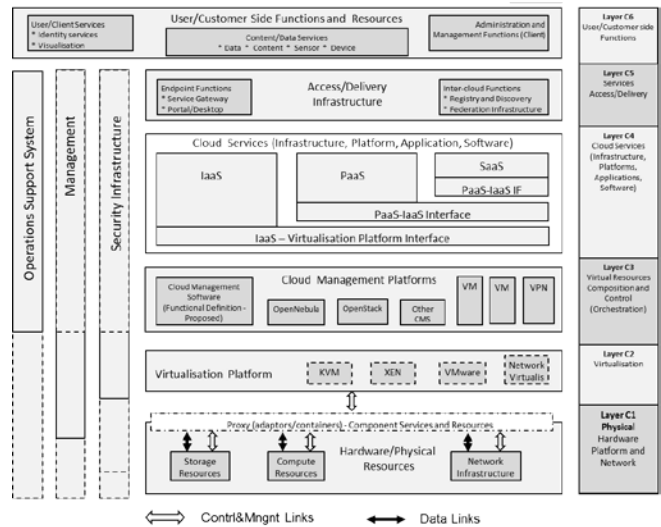 User/Customer Side Functions and Resources
User/Client Services
* Identity services
* Visualisation
Content/Data Services
* Data * Content * Sensor * Device
Administration and
Management Functions (Client)
Layer C6
User/Customer side
Functions
Operations Support System
Management
Security Infrastructure
Endpoint Functions
* Service Gateway
* Portal/Desktop
Access/Delivery
Infrastructure
Inter-cloud Functions
* Registry and Discovery
* Federation Infrastructure
Layer C5
Services
Access/Delivery
Cloud Services (Infrastructure, Platform, Application, Software)
IaaS
PaaS
SaaS
PaaS-IaaS IF
PaaS-IaaS Interface
IaaS – Virtualisation Platform Interface
Layer C4
Cloud Services
(Infrastructure,
Platforms,
Applications,
Software)
Cloud Management Platforms
Cloud Management
Software
(Functional Definition -
Proposed)
OpenNebula
OpenStack
Other
CMS
VM
VM
VPN
Layer C3
Virtual Resources
Composition and
Control
(Orchestration)
Virtualisation Platform
KVM
XEN
VMware
Network
Virtualis
Layer C2
Virtualisation
Proxy (adaptors/containers) - Component Services and Resources
Storage
Resources
Compute
Resources
Hardware/Physical
Resources
Network
Infrastructure
Layer C1
Physical
Hardware
Platform and
Network
Contrl&Mngnt Links
Data Links